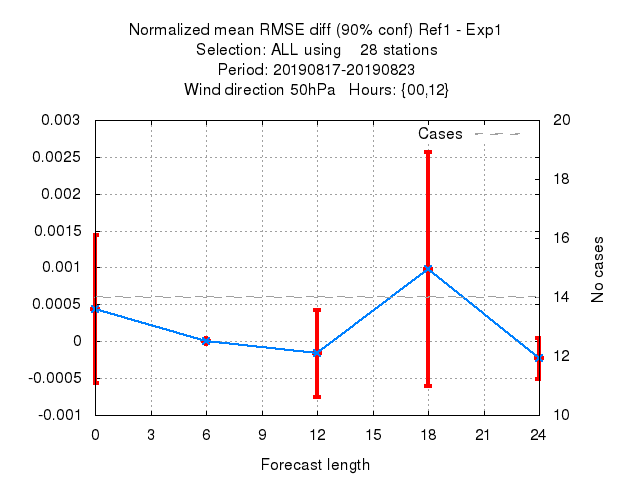 Normalized mean RMSE diff (90% conf) Ref1 - Exp1
Selection: ALL using    28 stations
Period: 20190817-20190823
Wind direction 50hPa   Hours: {00,12}
Cases
0.003
0.0025
0.002
0.0015
0.001
0.0005
0
-0.0005
-0.001
20
18
16
14
12
10
No cases
0 3 6 9 12 15 18 21 24
Forecast length